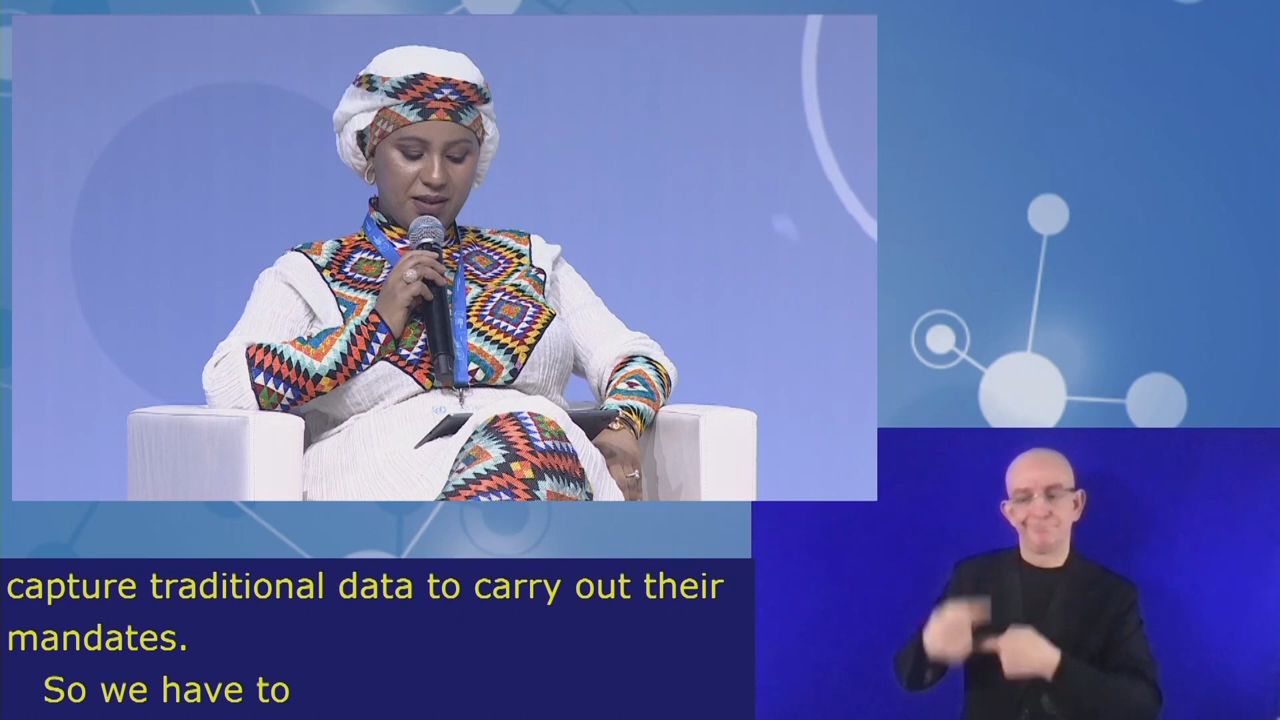 capture traditional data to carry out their
mandates.
So we have to